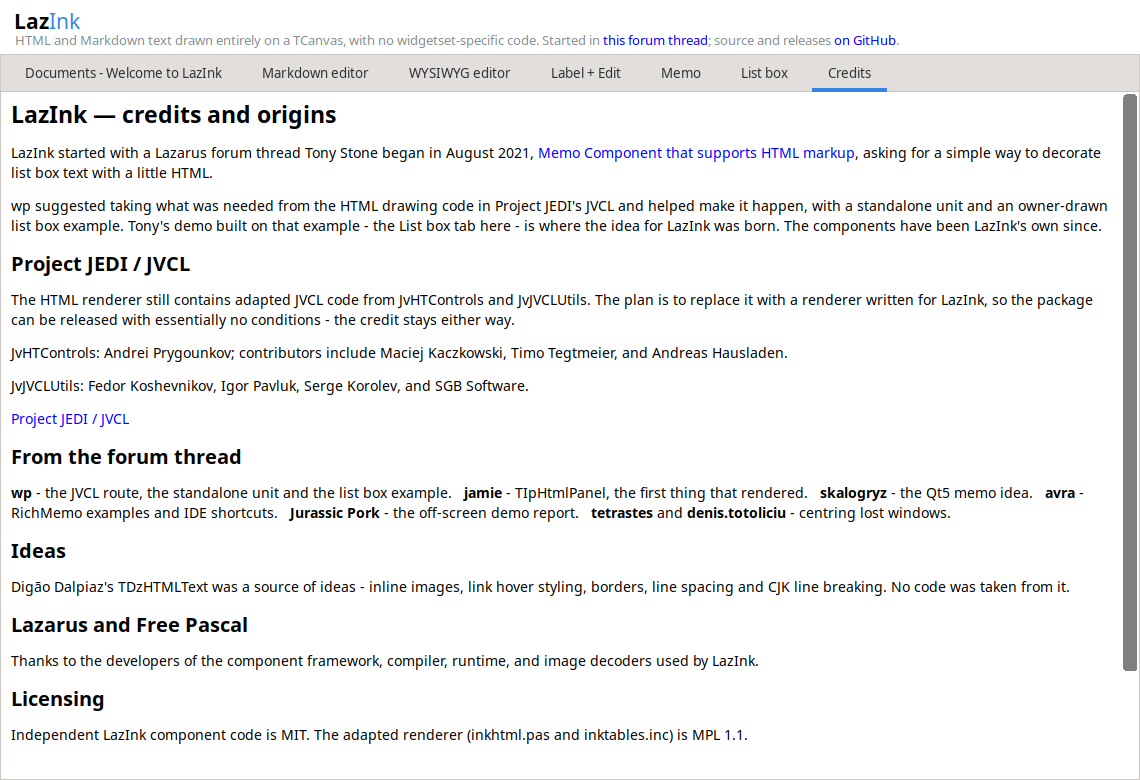 LazInk
HTML and Markdown text drawn entirely on a TCanvas, with no widgetset-specific code. Started in this forum thread; source and releases on GitHub.
Documents - Welcome to LazInk
Markdown editor
WYSIWYG editor
Label + Edit
Memo
List box
Credits
LazInk — credits and origins
LazInk started with a Lazarus forum thread Tony Stone began in August 2021, Memo Component that supports HTML markup, asking for a simple way to decorate
list box text with a little HTML.
wp suggested taking what was needed from the HTML drawing code in Project JEDI's JVCL and helped make it happen, with a standalone unit and an owner-drawn
list box example. Tony's demo built on that example - the List box tab here - is where the idea for LazInk was born. The components have been LazInk's own since.
Project JEDI / JVCL
The HTML renderer still contains adapted JVCL code from JvHTControls and JvJVCLUtils. The plan is to replace it with a renderer written for LazInk, so the package
can be released with essentially no conditions - the credit stays either way.
JvHTControls: Andrei Prygounkov; contributors include Maciej Kaczkowski, Timo Tegtmeier, and Andreas Hausladen.
JvJVCLUtils: Fedor Koshevnikov, Igor Pavluk, Serge Korolev, and SGB Software.
Project JEDI / JVCL
From the forum thread
wp - the JVCL route, the standalone unit and the list box example. jamie - TIpHtmlPanel, the first thing that rendered. skalogryz - the Qt5 memo idea. avra -
RichMemo examples and IDE shortcuts. Jurassic Pork - the off-screen demo report. tetrastes and denis.totoliciu - centring lost windows.
Ideas
Digão Dalpiaz's TDzHTMLText was a source of ideas - inline images, link hover styling, borders, line spacing and CJK line breaking. No code was taken from it.
Lazarus and Free Pascal
Thanks to the developers of the component framework, compiler, runtime, and image decoders used by LazInk.
Licensing
Independent LazInk component code is MIT. The adapted renderer (inkhtml.pas and inktables.inc) is MPL 1.1.